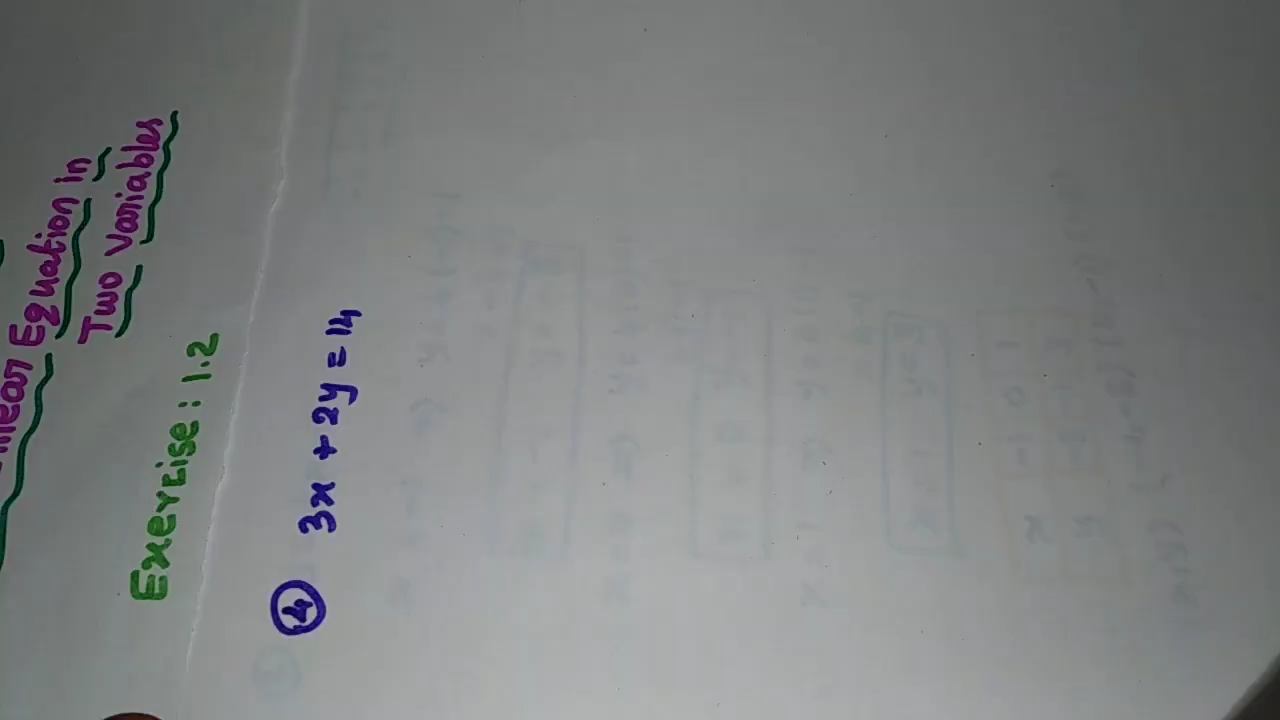 Equation in
Two Variables
Exercise: 1.2
4 3x + 2y = 14